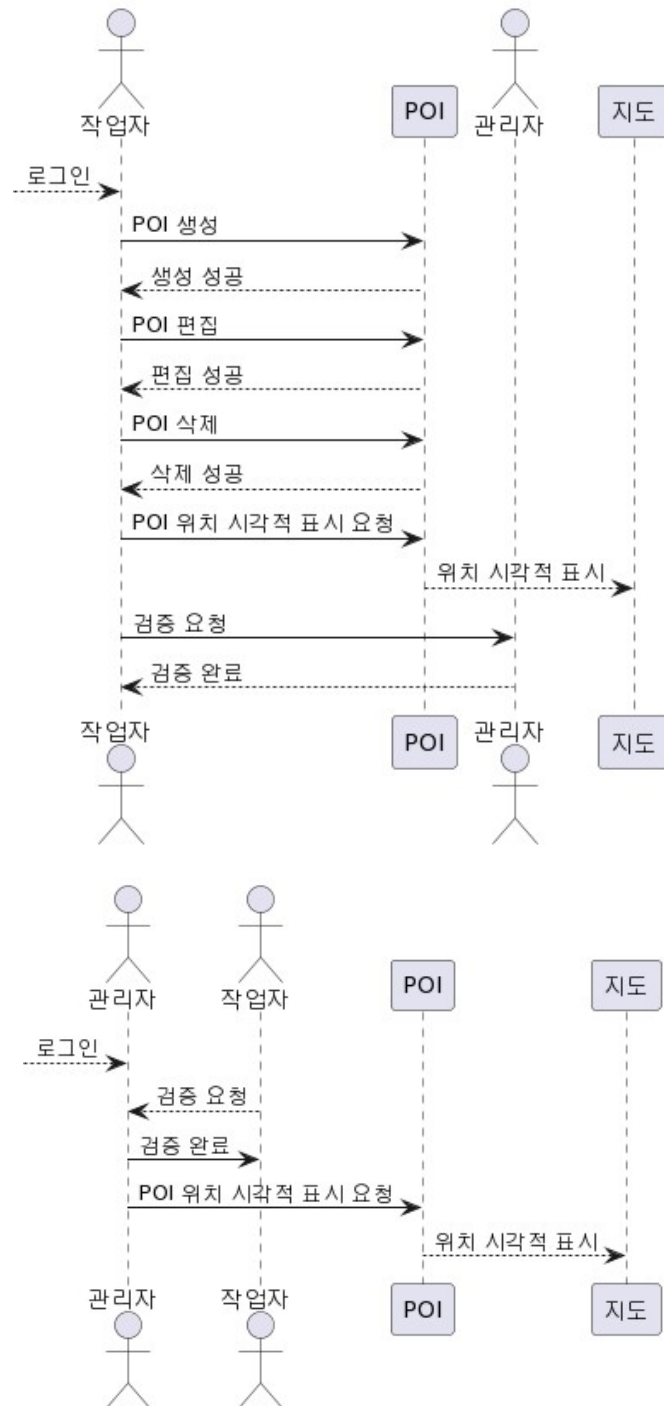 작업자
POI
관리자
지도
로그인
POI 생성
생성 성공
POI 편집
편집 성공
POI 삭제
삭제 성공
POI 위치 시각적 표시 요청
위치 시각적 표시
검증 요청
검증 완료
작업자
POI
관리자
지도
관리자
작업자
POI
지도
로그인
검증 요청
검증 완료
POI 위치 시각적 표시 요청
위치 시각적 표시
관리자
작업자
POI
지도